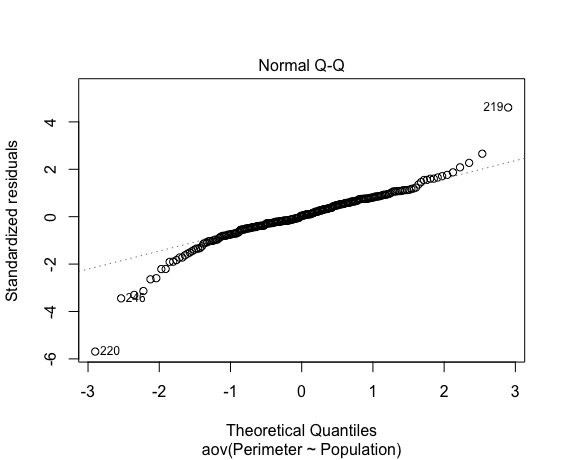 Normal Q-Q
219
4
2
0
-2
-4
-6
246
220
Standardized residuals
-3 -2 -1 0 1 2 3
Theoretical Quantiles
aov(Perimeter ~ Population)